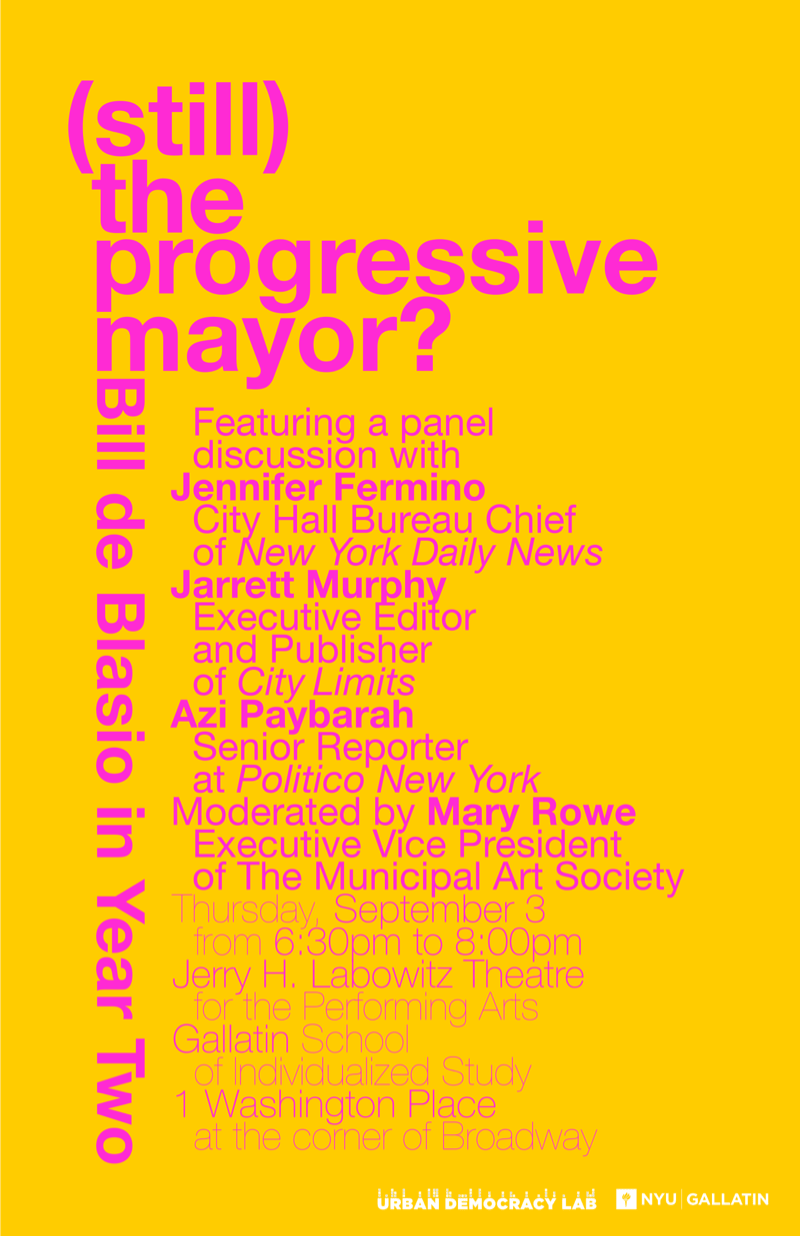 (still)
the
progressive
mayor?
Bill de Blasio in Year Two
Featuring a panel
discussion with
Jennifer Fermino
City Hall Bureau Chief
of New York Daily News
Jarrett Murphy
Executive Editor
and Publisher
of City Limits
Azi Paybarah
Senior Reporter
at Politico New York
Moderated by Mary Rowe
Executive Vice President
of The Municipal Art Society
Thursday, September 3
from 6:30pm to 8:00pm
Jerry H. Labowitz Theatre
for the Performing Arts
Gallatin School
of Individualized Study
1 Washington Place
at the corner of Broadway
URBAN DEMOCRACY LAB
NYU | GALLATIN